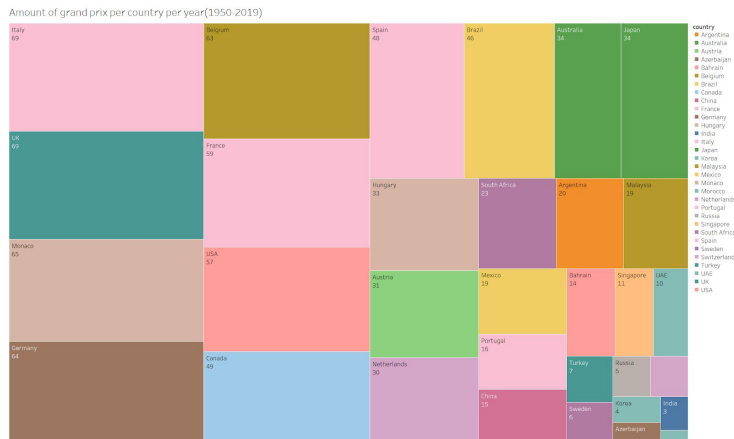 Amount of grand prix per country per year(1950-2019)
Italy
69
UK
69
Monaco
65
Germany
64
Belgium
63
France
59
USA
57
Canada
49
Spain
48
Brazil
46
Australia
34
Japan
34
Hungary
33
South Africa
23
Argentina
20
Malaysia
19
Austria
31
Netherlands
30
Mexico
19
Portugal
16
China
15
Bahrain
14
Singapore
11
UAE
10
Turkey
7
Sweden
6
Russia
5
Korea
4
India
3
Azerbaijan
country
Argentina
Australia
Austria
Azerbaijan
Bahrain
Belgium
Brazil
Canada
China
France
Germany
Hungary
India
Italy
Japan
Korea
Malaysia
Mexico
Monaco
Morocco
Netherlands
Portugal
Russia
Singapore
South Africa
Spain
Sweden
Switzerland
Turkey
UAE
UK
USA